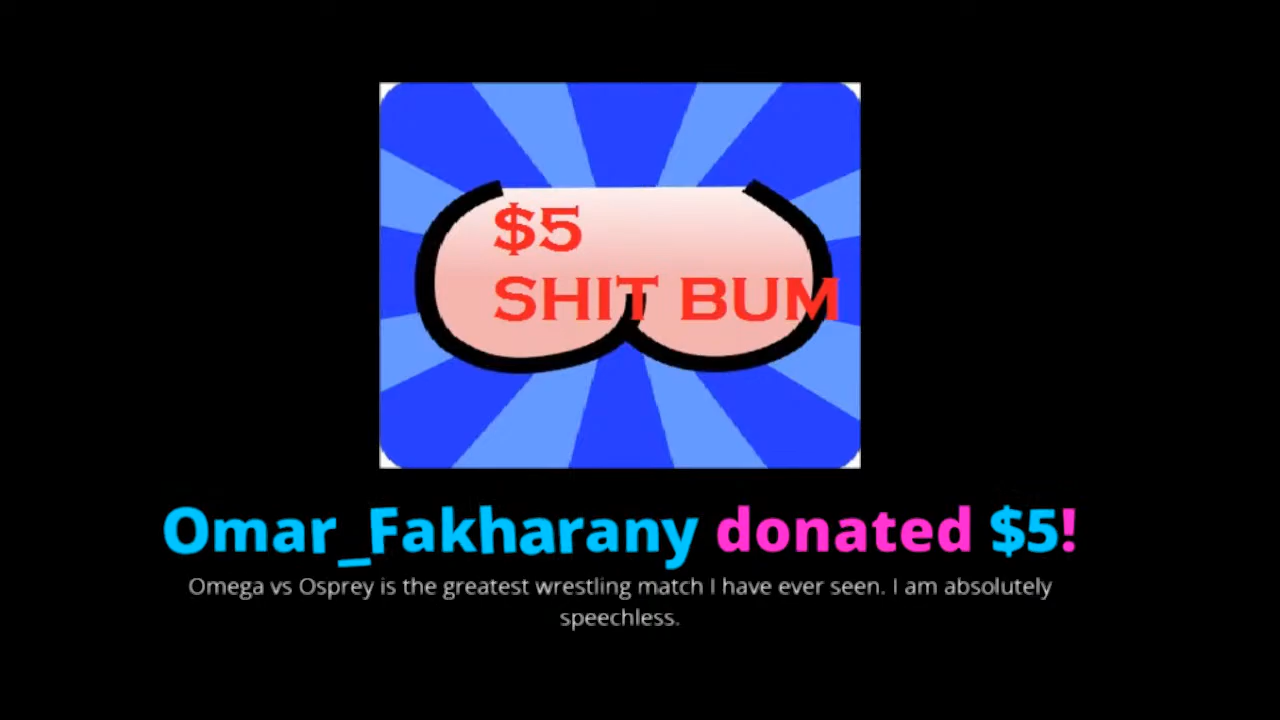 $5
SHIT BUM
Omar_Fakharany donated $5!
Omega vs Osprey is the greatest wrestling match I have ever seen. I am absolutely
speechless.